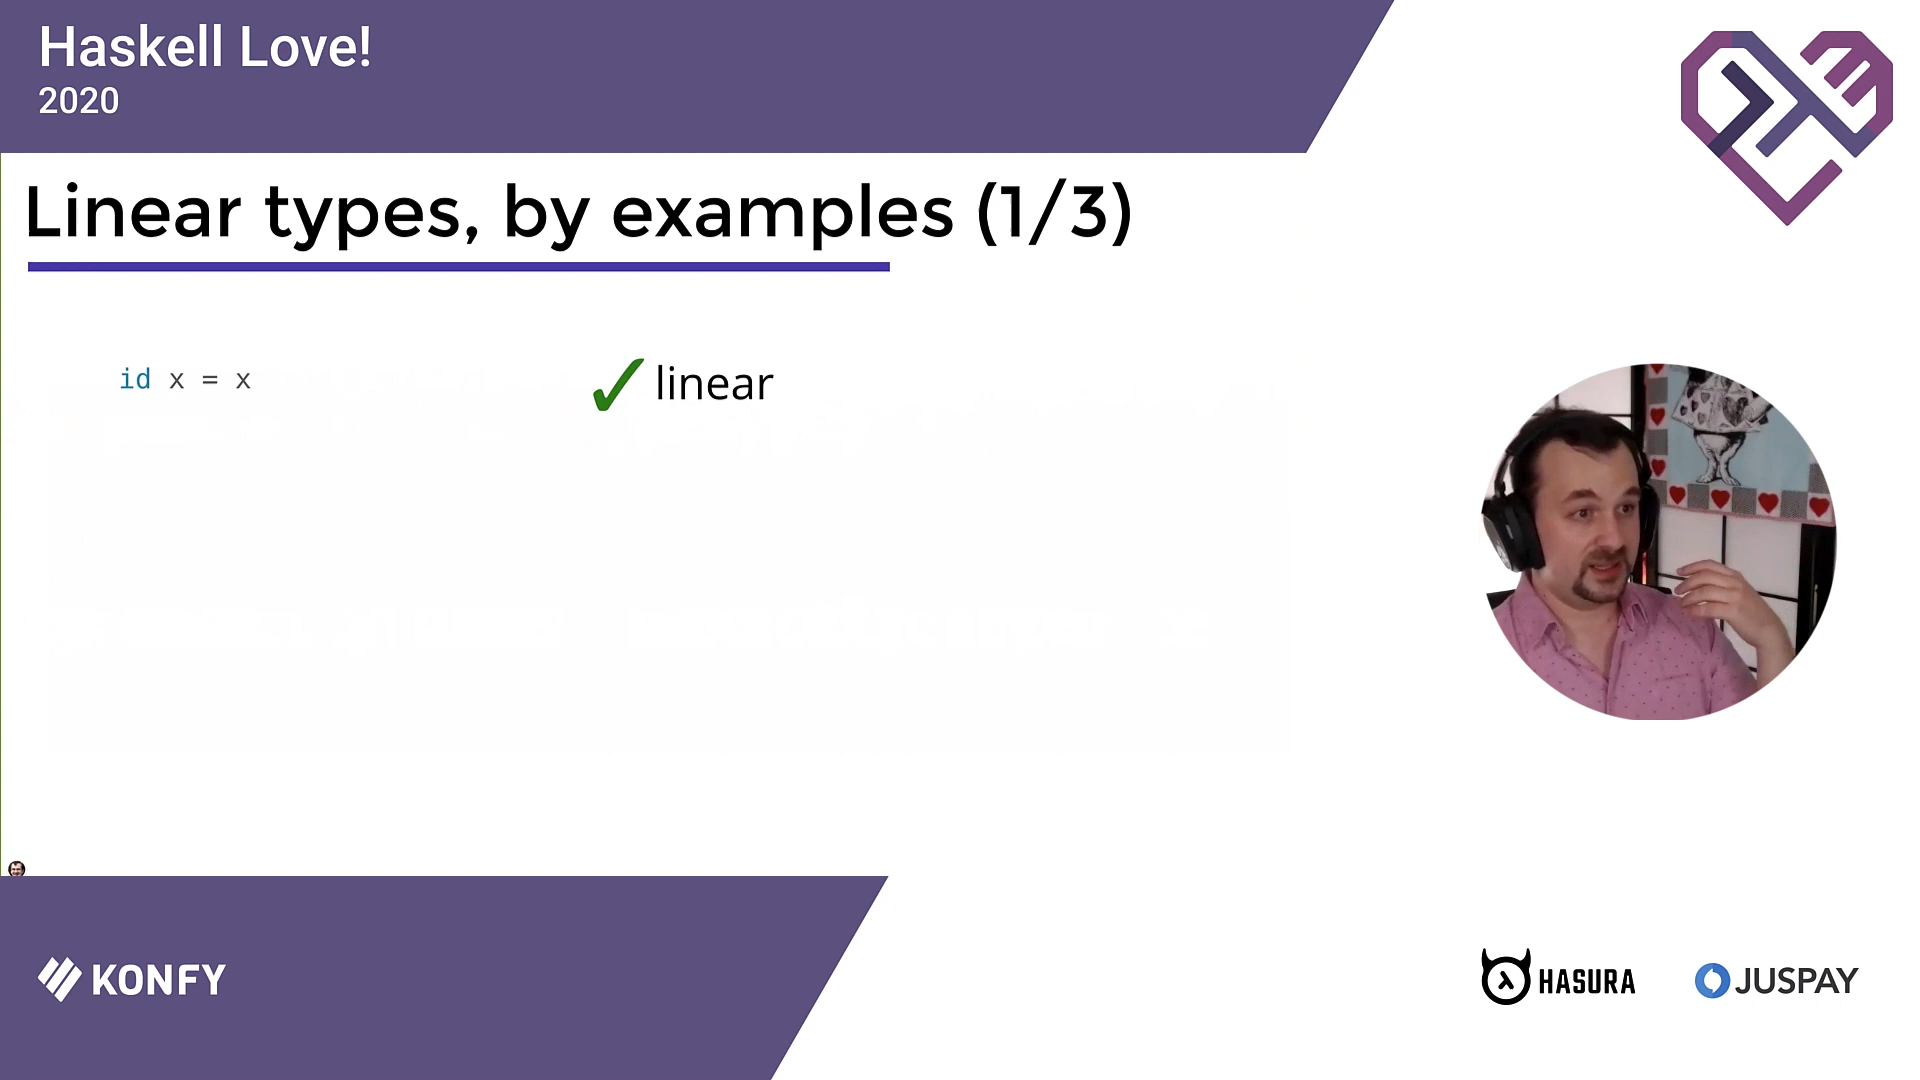 Haskell Love!
2020
Linear types, by examples (1/3)
id x = x
✓ linear
KONFY
HASURA
JUSPAY